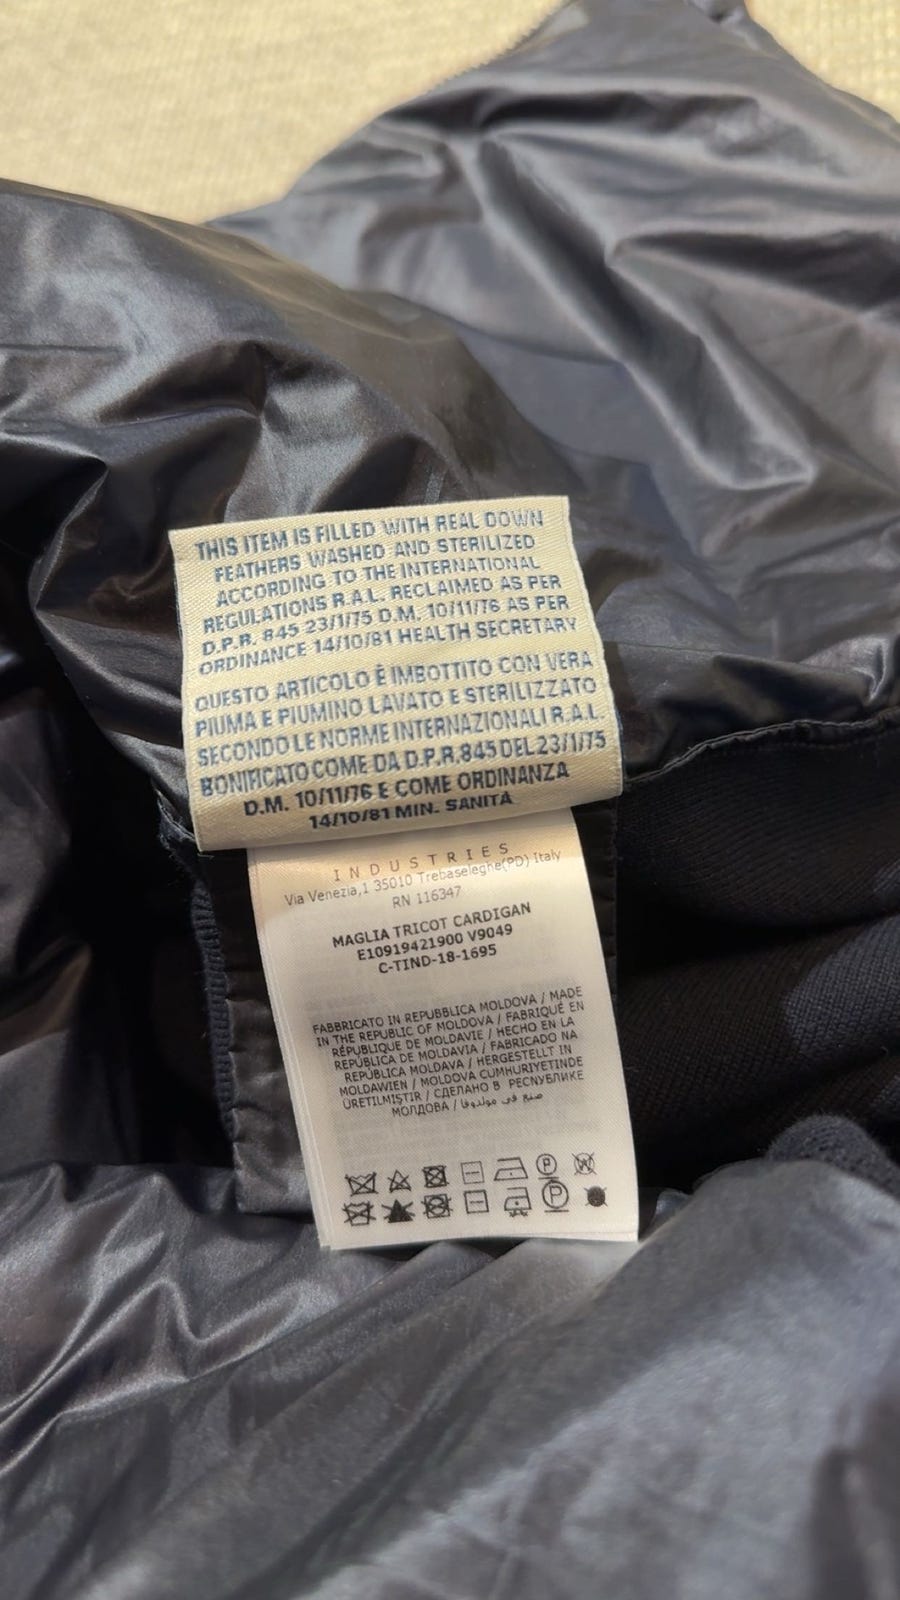 THIS ITEM IS FILLED WITH REAL DOWN
FEATHERS WASHED AND STERILIZED
ACCORDING TO THE INTERNATIONAL
REGULATIONS R.A.L. RECLAIMED AS PER
D.P.R. 845 23/1/75 D.M. 10/11/76 AS PER
ORDINANCE 14/10/81 HEALTH SECRETARY
QUESTO ARTICOLO È IMBOTTITO CON VERA
PIUMA E PIUMINO LAVATO E STERILIZZATO
SECONDO LE NORME INTERNAZIONALI R.A.L.
BONIFICATO COME DA D.P.R.845 DEL 23/1/75
D.M. 10/11/76 E COME ORDINANZA
14/10/81 MIN. SANITÀ
INDUSTRIES
Via Venezia,1 35010 Trebaseleghe(PD) Italy
RN 116347
MAGLIA TRICOT CARDIGAN
E10919421900 V9049
C-TIND-18-1695
FABBRICATO IN REPUBBLICA MOLDOVA / MADE
IN THE REPUBLIC OF MOLDOVA / FABRIQUÉ EN
RÉPUBLIQUE DE MOLDAVIE / HECHO EN LA
REPÚBLICA DE MOLDAVIA / FABRICADO NA
REPÚBLICA MOLDAVA / HERGESTELLT IN
MOLDAWIEN / MOLDOVA CUMHURIYETINDE
ÜRETILMIŞTIR / СДЕЛАНО В РЕСПУБЛИКЕ
МОЛДОВА / صنع في مولدوفا
P W
P